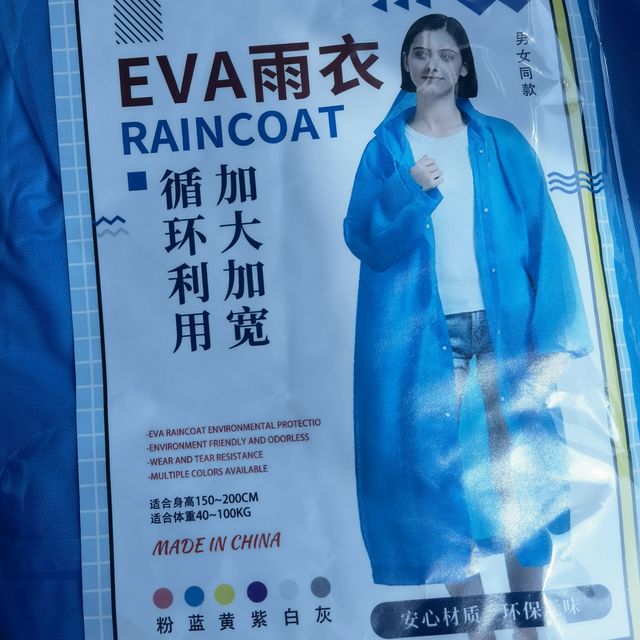 EVA雨衣
RAINCOAT
男女同款
加大加宽
循环利用
-EVA RAINCOAT ENVIRONMENTAL PROTECTIO
-ENVIRONMENT FRIENDLY AND ODORLESS
-WEAR AND TEAR RESISTANCE
-MULTIPLE COLORS AVAILABLE
适合身高150~200CM
适合体重40~100KG
MADE IN CHINA
粉 蓝 黄 紫 白 灰
安心材质 环保 味